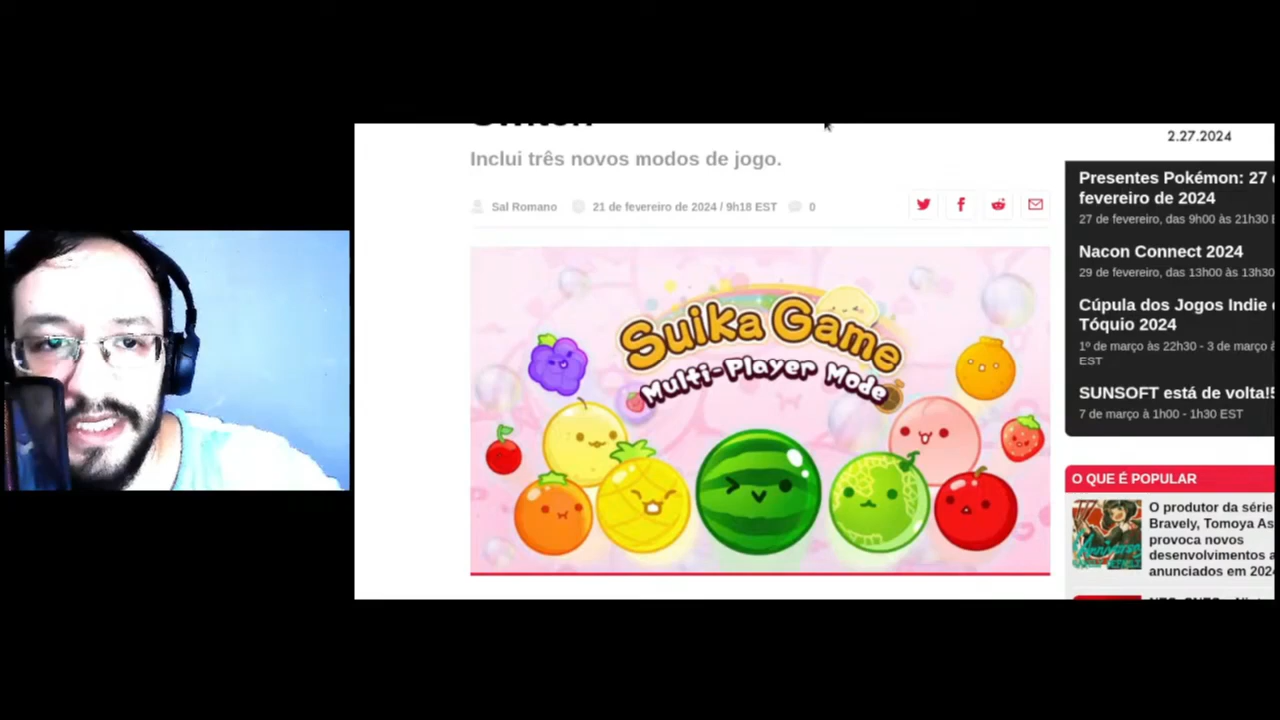 Switch
Inclui três novos modos de jogo.
Sal Romano 21 de fevereiro de 2024 / 9h18 EST 0
Suika Game
Multi-Player Mode
2.27.2024
Presentes Pokémon: 27 d
fevereiro de 2024
27 de fevereiro, das 9h00 às 21h30 E
Nacon Connect 2024
29 de fevereiro, das 13h00 às 13h30
Cúpula dos Jogos Indie
Tóquio 2024
1º de março às 22h30 - 3 de março à
EST
SUNSOFT está de volta!5
7 de março à 1h00 - 1h30 EST
O QUE É POPULAR
O produtor da série
Bravely, Tomoya As
provoca novos
desenvolvimentos a
anunciados em 202